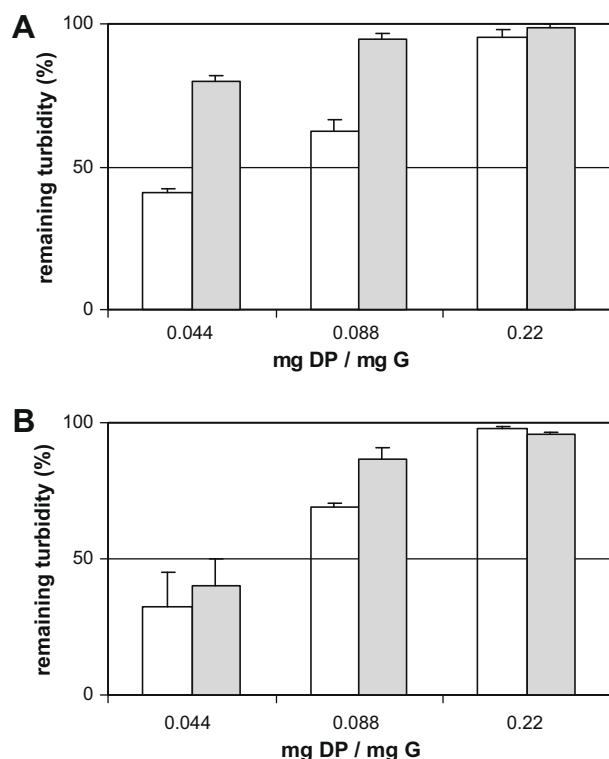 A
remaining turbidity (%)
100
50
0
0.044 0.088 0.22
mg DP / mg G
B
remaining turbidity (%)
100
50
0
0.044 0.088 0.22
mg DP / mg G